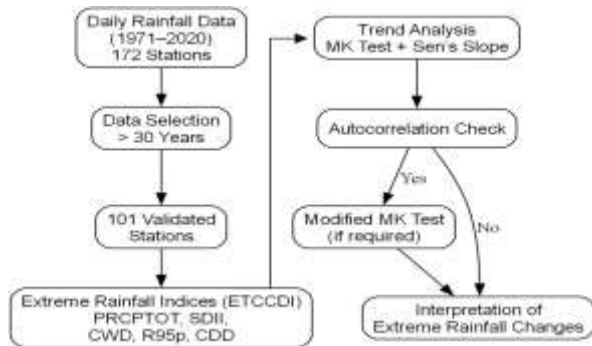 Daily Rainfall Data
(1971–2020)
172 Stations
Data Selection
> 30 Years
101 Validated
Stations
Extreme Rainfall Indices (ETCCDI)
PRCPTOT, SDII,
CWD, R95p, CDD
Trend Analysis
MK Test + Sen's Slope
Autocorrelation Check
Yes
No
Modified MK Test
(if required)
Interpretation of
Extreme Rainfall Changes